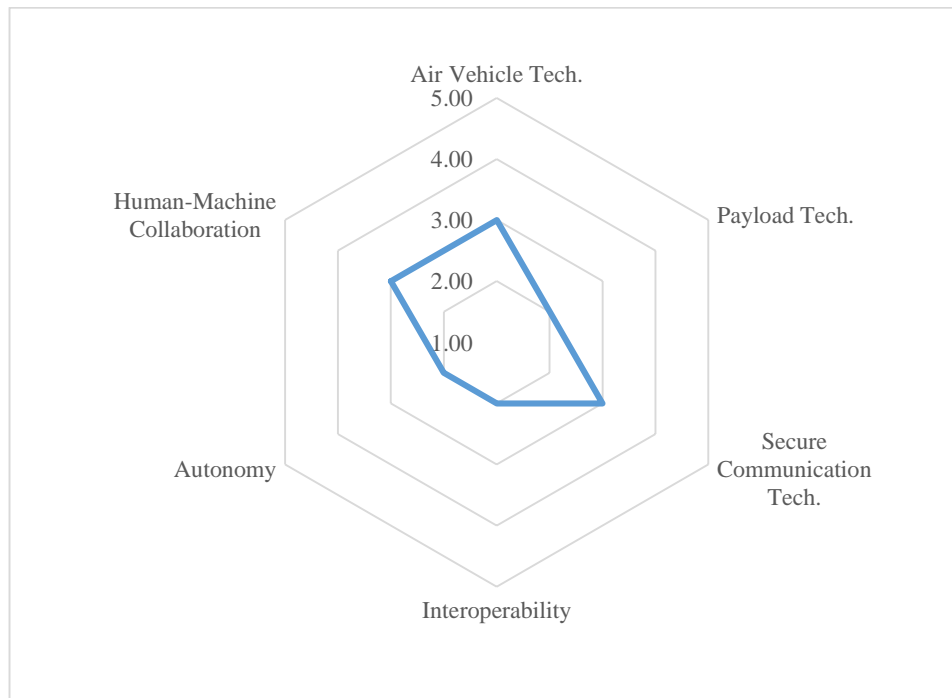 Air Vehicle Tech.
5.00
4.00
3.00
2.00
1.00
Human-Machine
Collaboration
Payload Tech.
Autonomy
Secure
Communication
Tech.
Interoperability